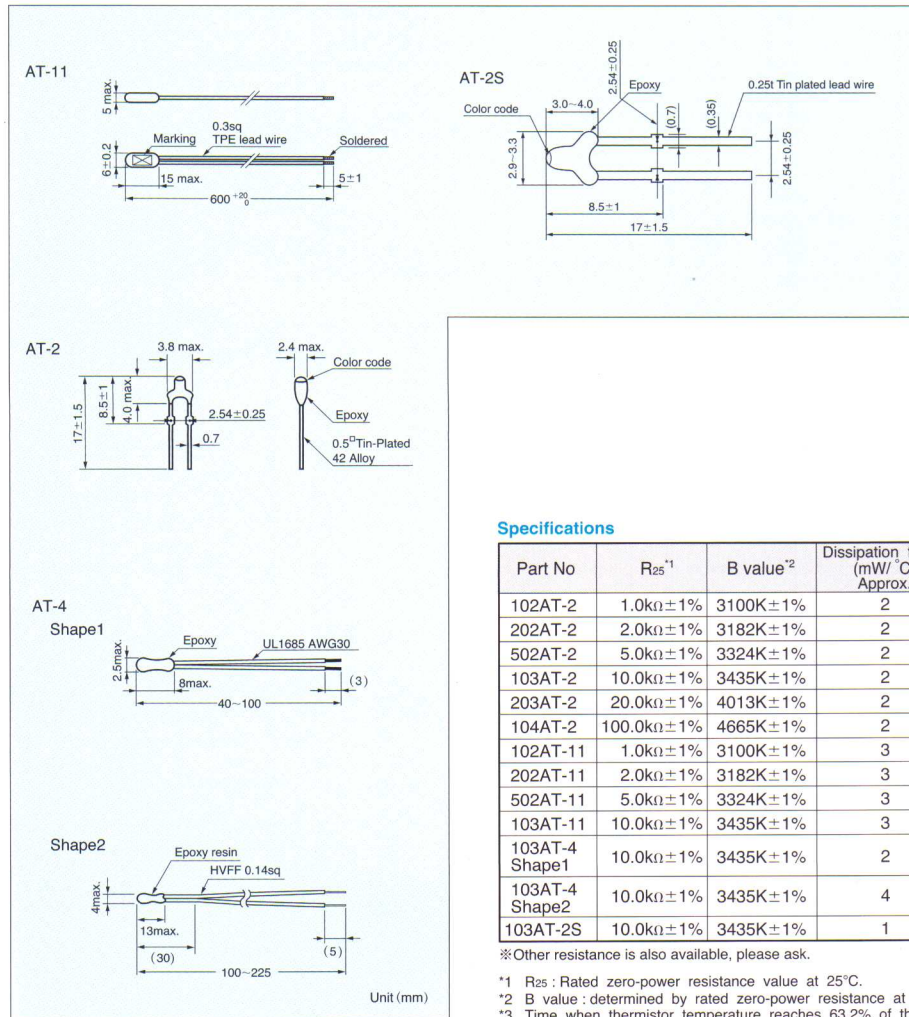 AT-11
5 max.
Marking
0.3sq
TPE lead wire
Soldered
6±0.2
15 max.
5±1
600 +20 0
AT-2S
2.54±0.25
Epoxy
0.25t Tin plated lead wire
Color code
3.0~4.0
(0.7)
(0.35)
2.9~3.3
2.54±0.25
8.5±1
17±1.5
AT-2
3.8 max.
2.4 max.
Color code
17±1.5
8.5±1
4.0 max.
2.54±0.25
Epoxy
0.7
0.5□Tin-Plated
42 Alloy
AT-4
Shape1
Epoxy
UL1685 AWG30
2.5max.
8max.
(3)
40~100
Shape2
Epoxy resin
HVFF 0.14sq
4max.
13max.
(30)
(5)
100~225
Unit (mm)
Specifications
Part No R25*1 B value*2 Dissipation
(mW/ °C
Approx.
102AT-2 1.0kΩ±1% 3100K±1% 2
202AT-2 2.0kΩ±1% 3182K±1% 2
502AT-2 5.0kΩ±1% 3324K±1% 2
103AT-2 10.0kΩ±1% 3435K±1% 2
203AT-2 20.0kΩ±1% 4013K±1% 2
104AT-2 100.0kΩ±1% 4665K±1% 2
102AT-11 1.0kΩ±1% 3100K±1% 3
202AT-11 2.0kΩ±1% 3182K±1% 3
502AT-11 5.0kΩ±1% 3324K±1% 3
103AT-11 10.0kΩ±1% 3435K±1% 3
103AT-4
Shape1 10.0kΩ±1% 3435K±1% 2
103AT-4
Shape2 10.0kΩ±1% 3435K±1% 4
103AT-2S 10.0kΩ±1% 3435K±1% 1
※Other resistance is also available, please ask.
*1 R25 : Rated zero-power resistance value at 25°C.
*2 B value : determined by rated zero-power resistance at
*3 Time when thermistor temperature reaches 63.2% of